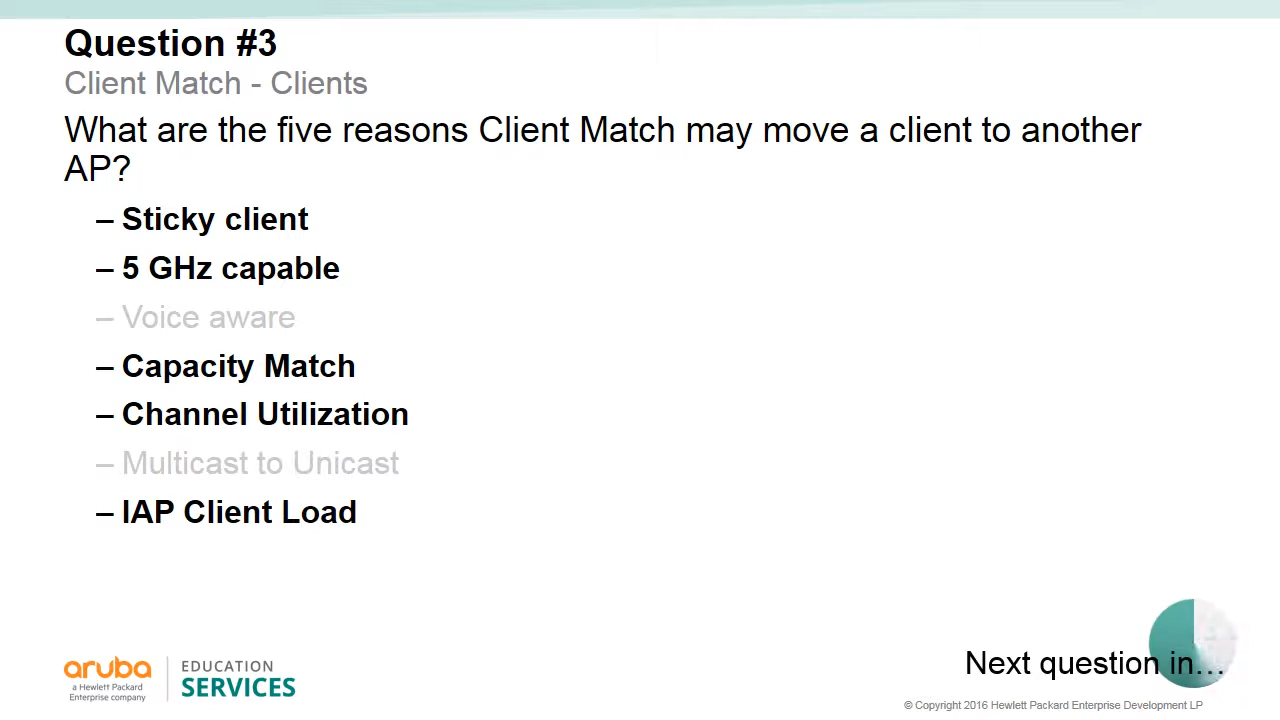 Question #3
Client Match - Clients
What are the five reasons Client Match may move a client to another
AP?
– Sticky client
– 5 GHz capable
– Voice aware
– Capacity Match
– Channel Utilization
– Multicast to Unicast
– IAP Client Load
Next question in...
aruba
a Hewlett Packard
Enterprise company
EDUCATION
SERVICES
© Copyright 2016 Hewlett Packard Enterprise Development LP